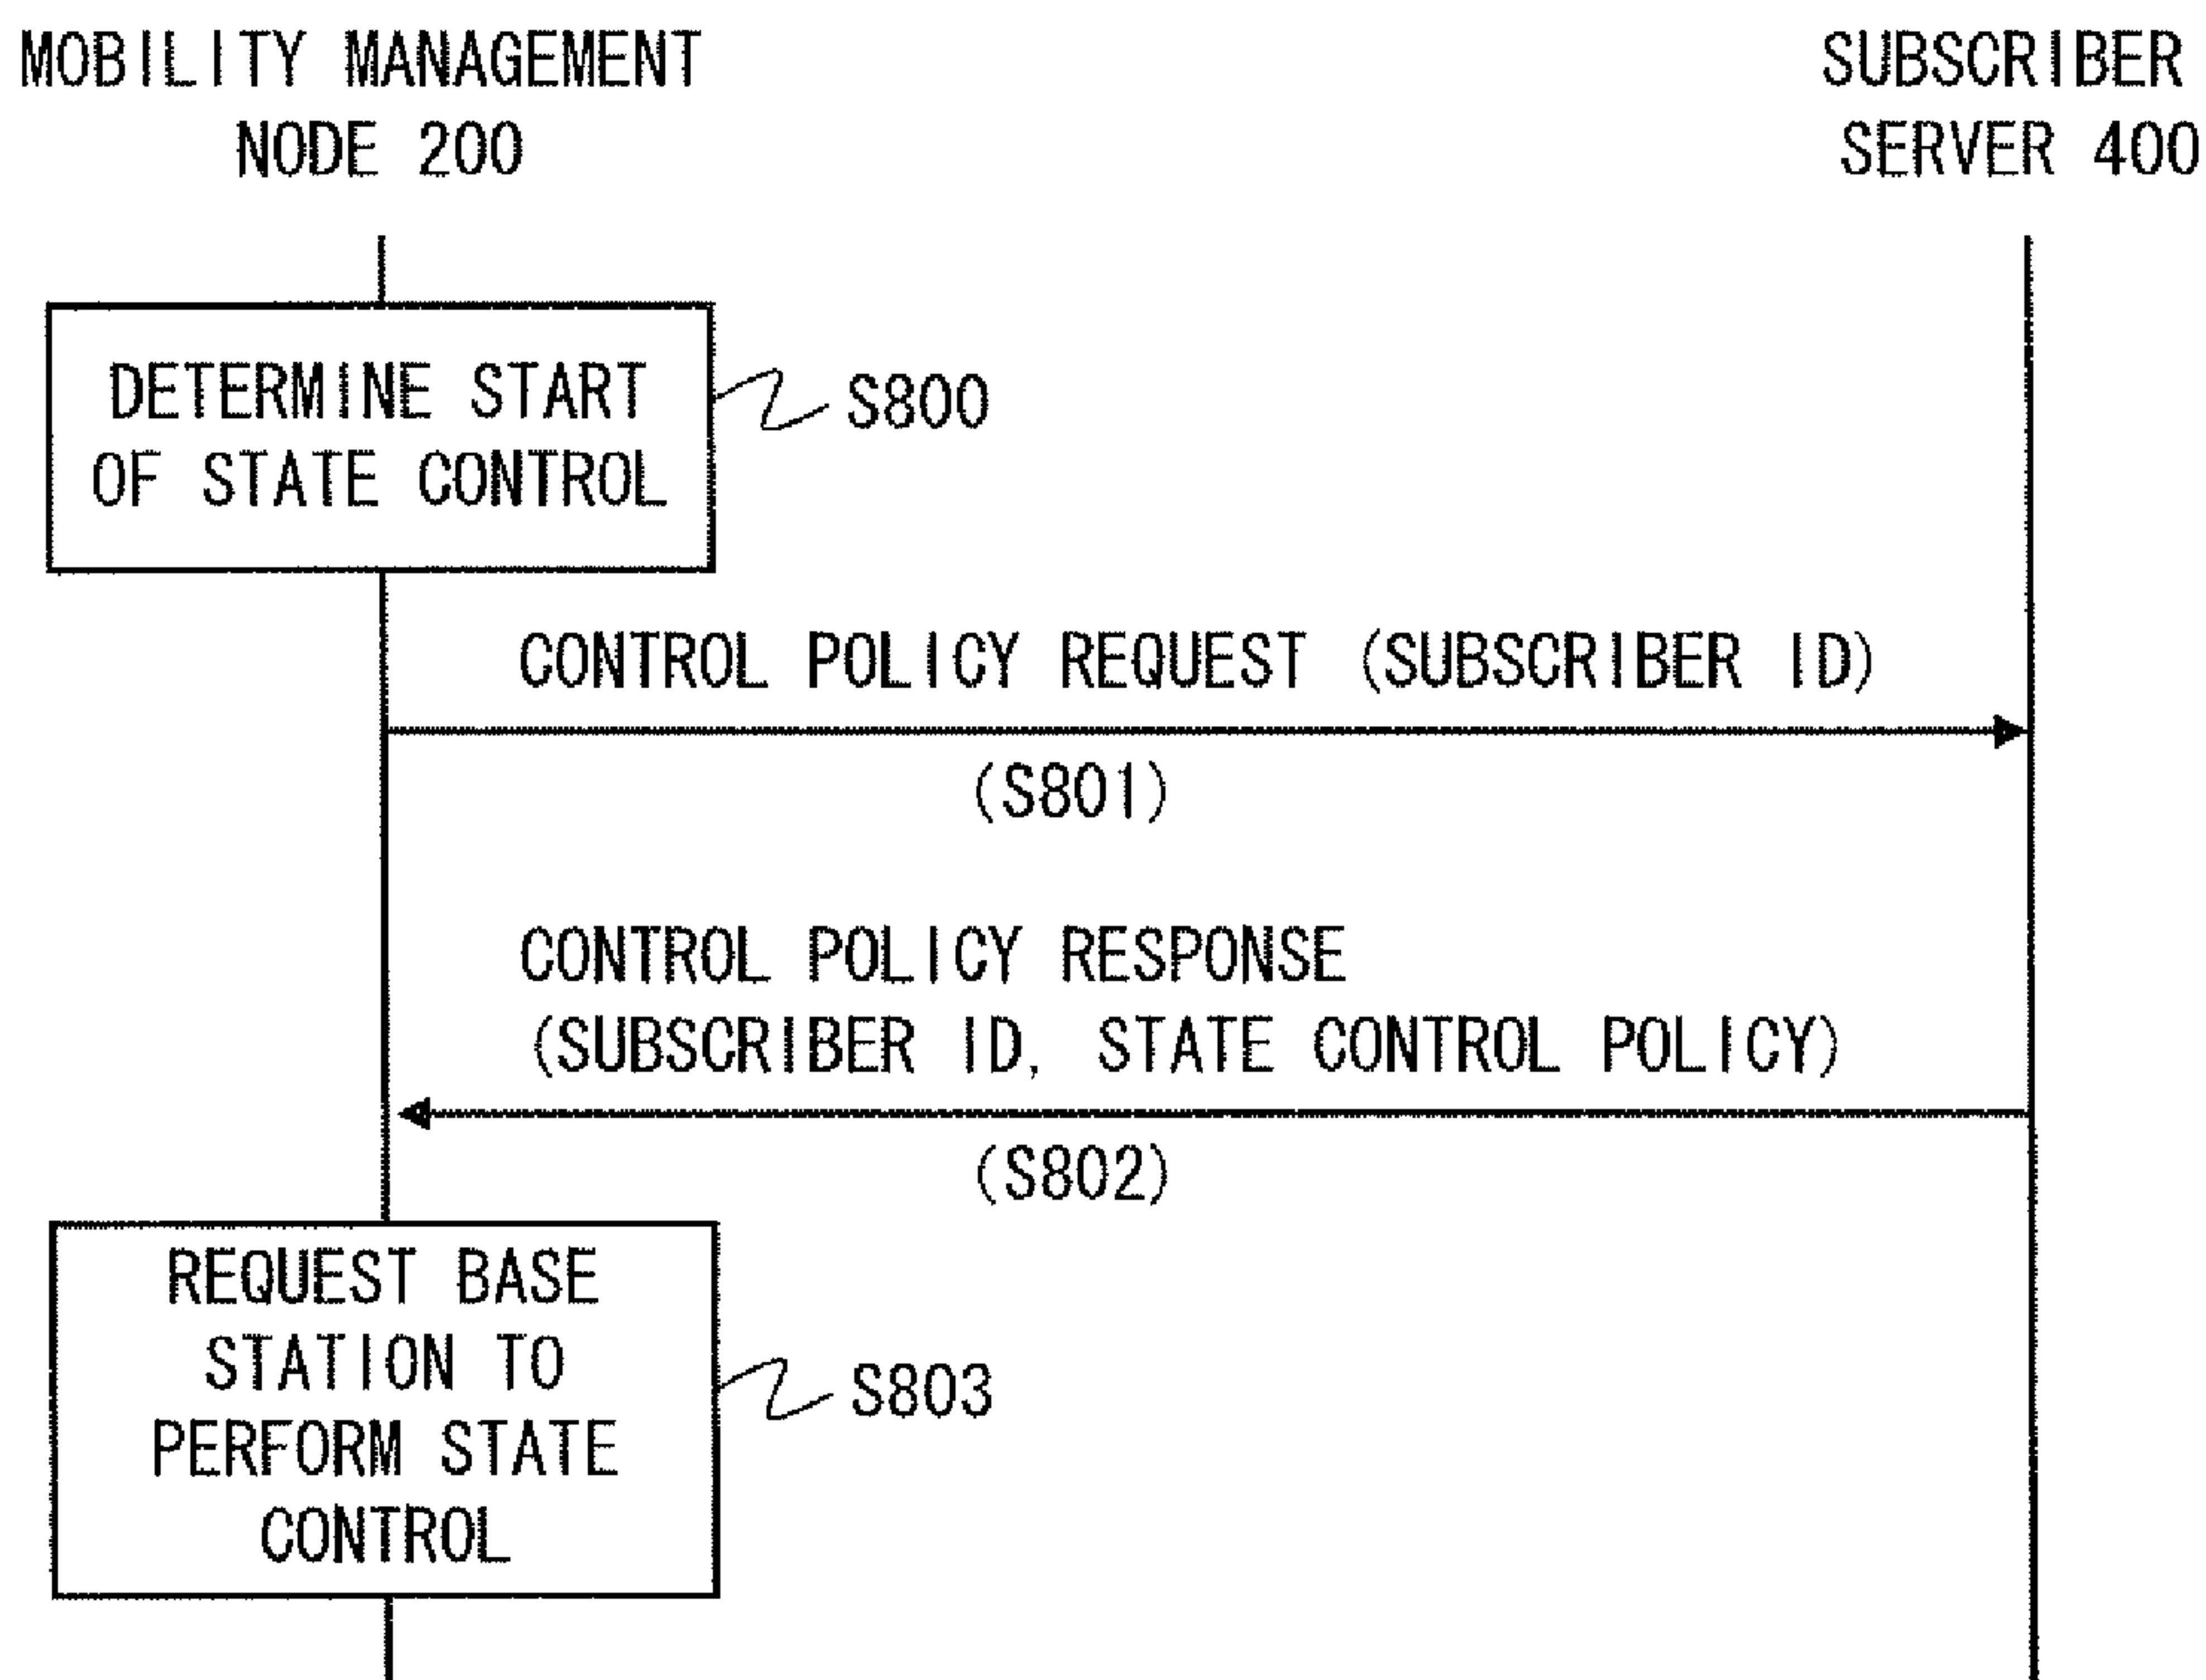 MOBILITY MANAGEMENT
NODE 200
SUBSCRIBER
SERVER 400
DETERMINE START
OF STATE CONTROL
S800
CONTROL POLICY REQUEST (SUBSCRIBER ID)
(S801)
CONTROL POLICY RESPONSE
(SUBSCRIBER ID, STATE CONTROL POLICY)
(S802)
REQUEST BASE
STATION TO
PERFORM STATE
CONTROL
S803